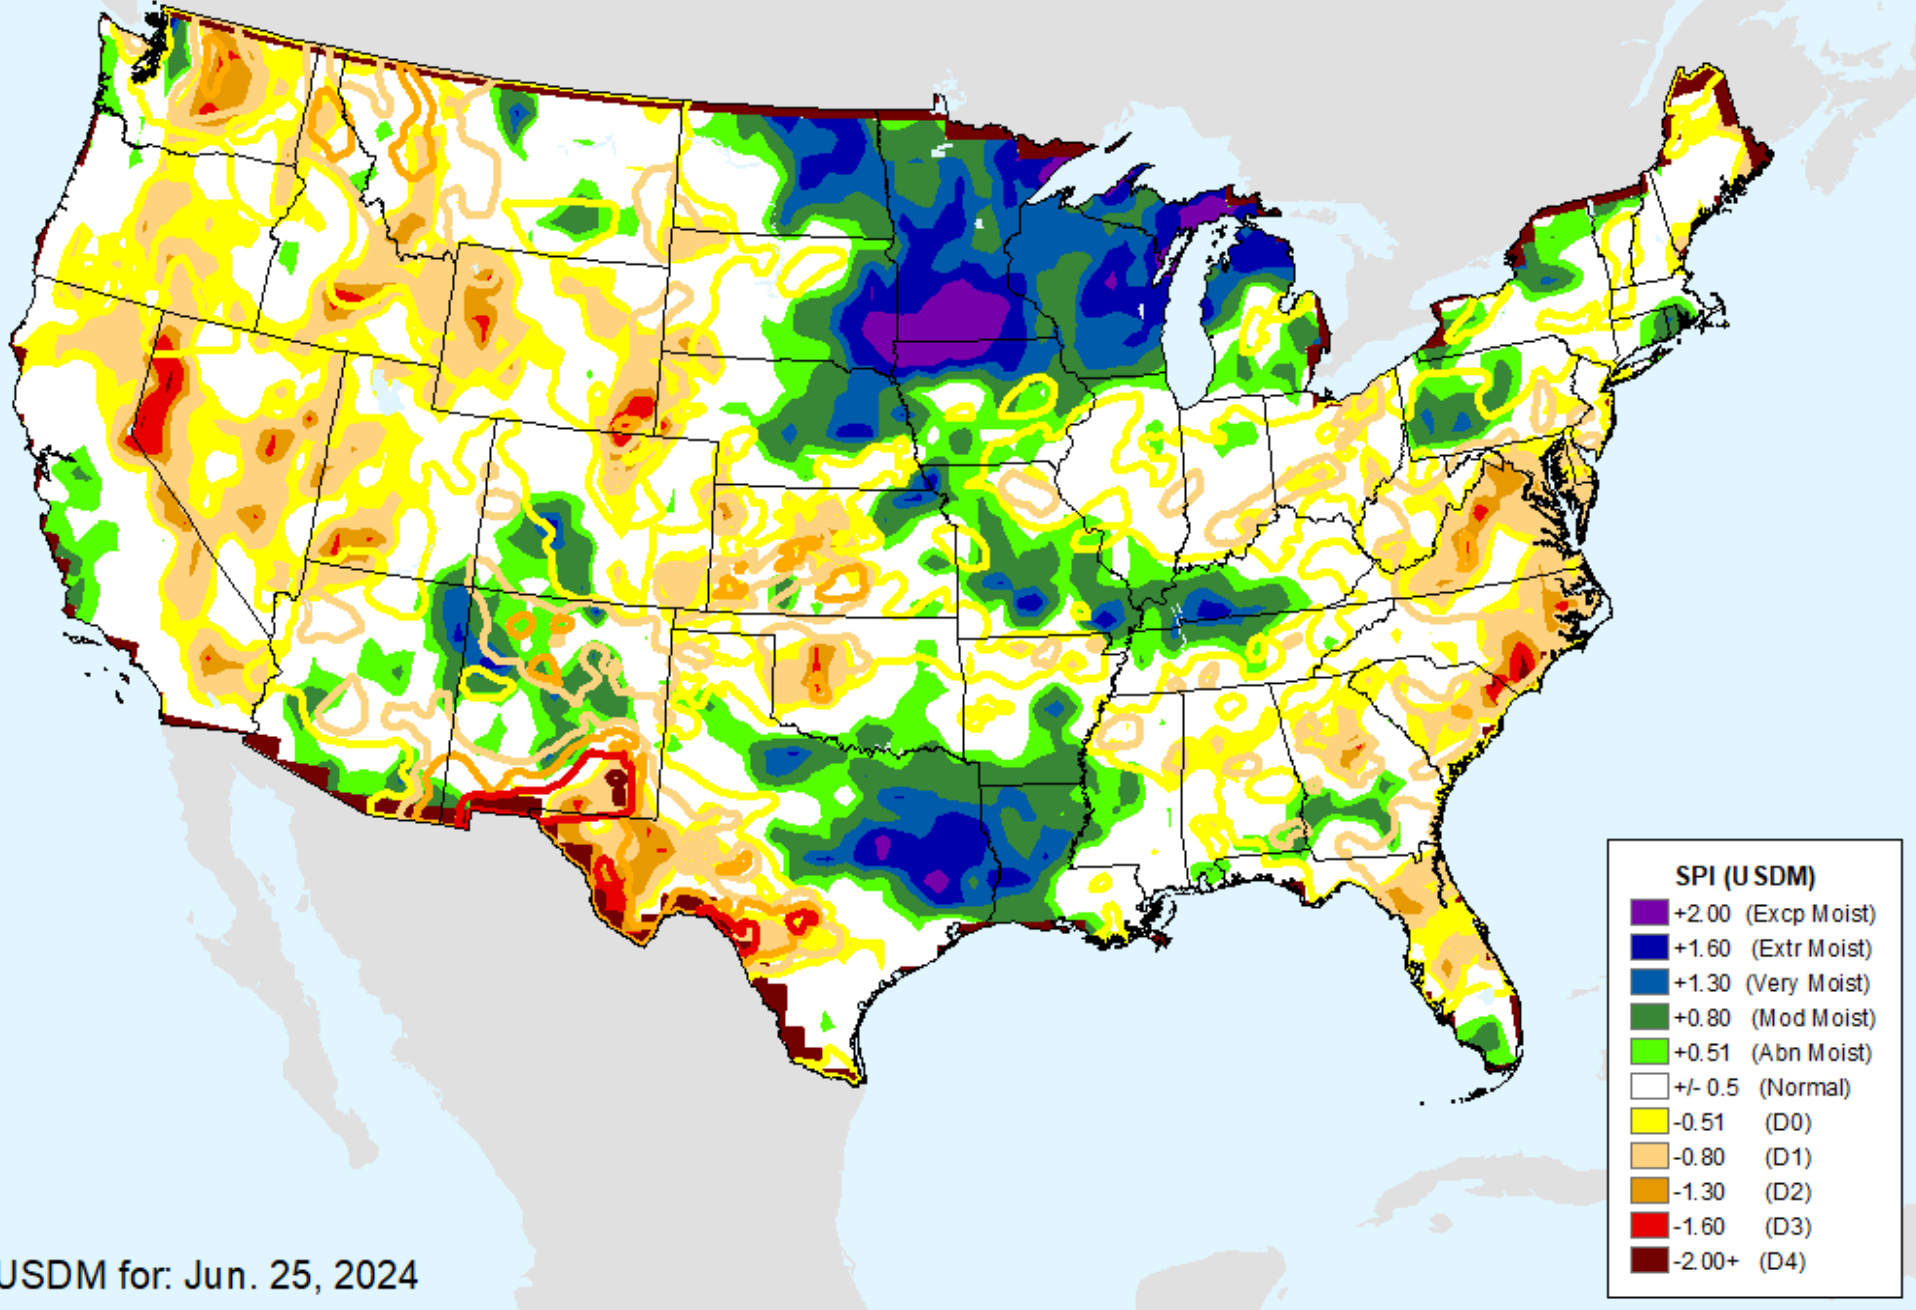 SPI (USDM)
+2.00 (Excp Moist)
+1.60 (Extr Moist)
+1.30 (Very Moist)
+0.80 (Mod Moist)
+0.51 (Abn Moist)
+/- 0.5 (Normal)
-0.51 (D0)
-0.80 (D1)
-1.30 (D2)
-1.60 (D3)
-2.00+ (D4)
USDM for: Jun. 25, 2024